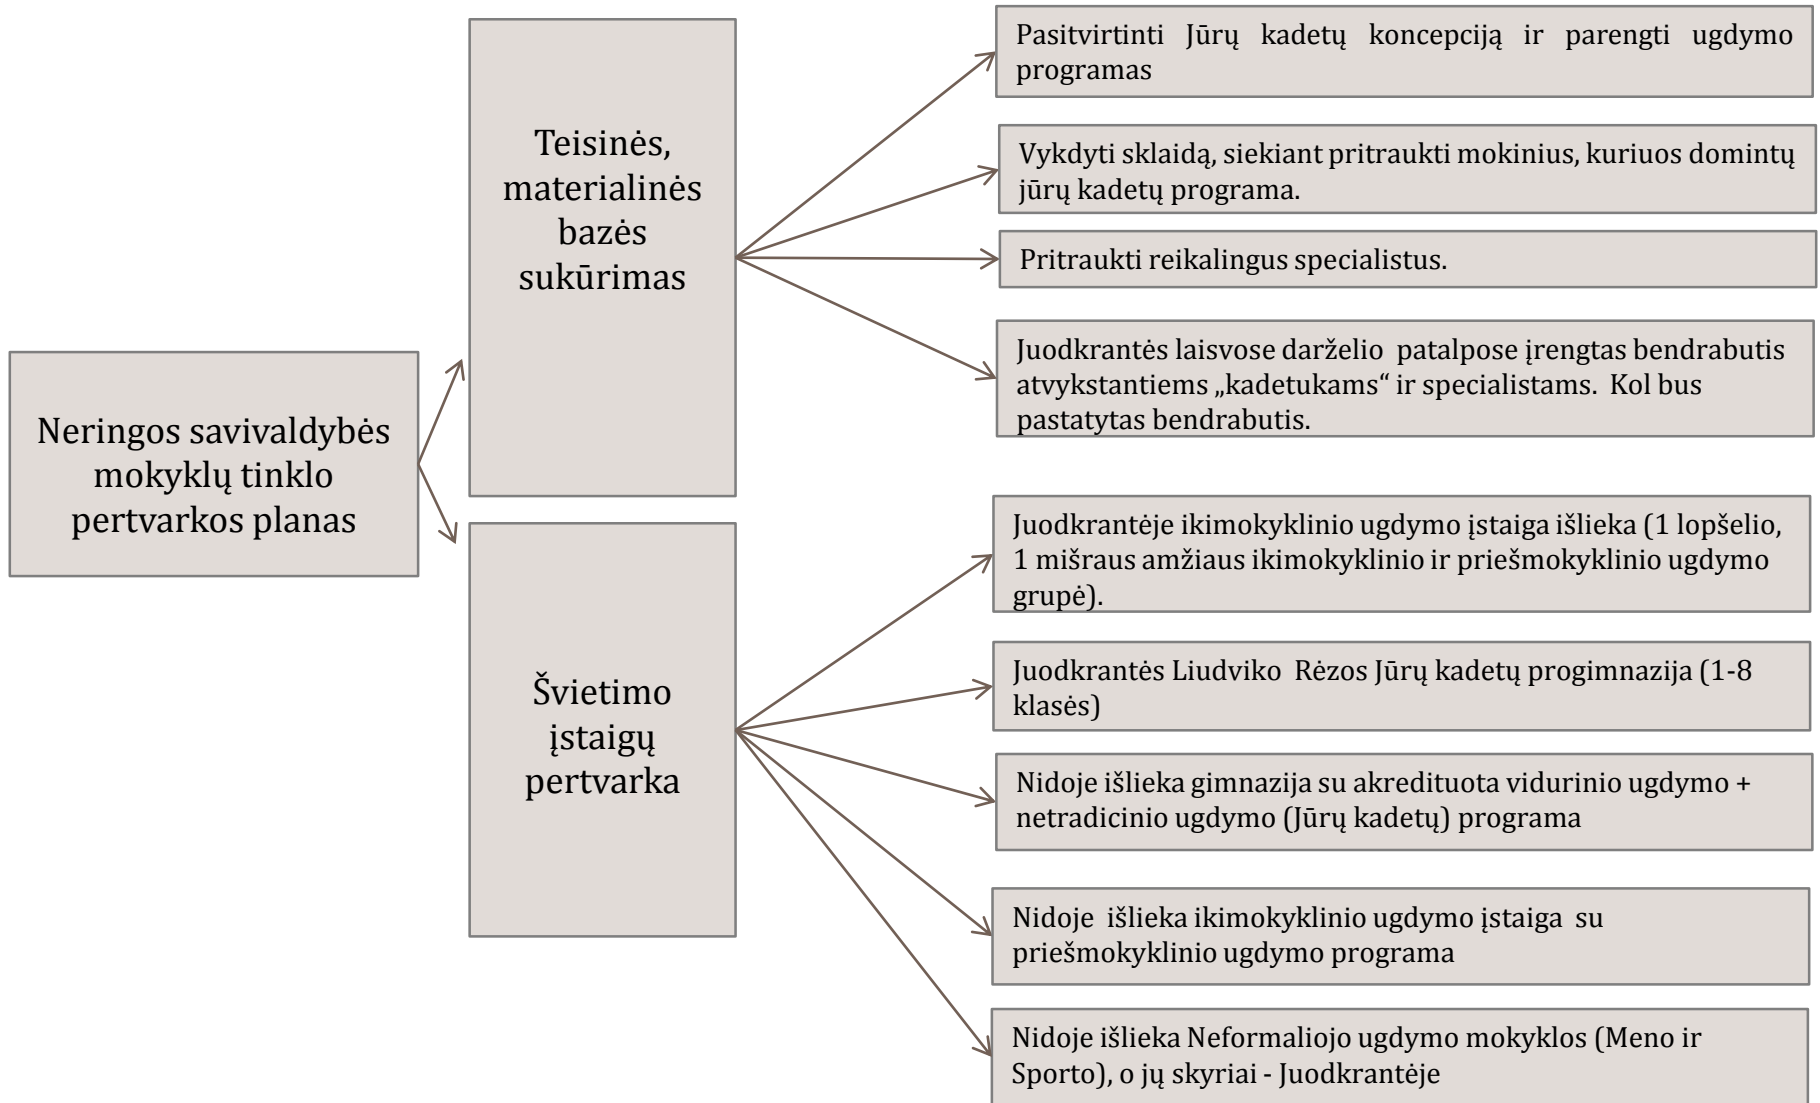 Neringos savivaldybės
mokyklų tinklo
pertvarkos planas
Teisinės,
materialinės
bazės
sukūrimas
Pasitvirtinti Jūrų kadetų koncepciją ir parengti ugdymo
programas
Vykdyti sklaidą, siekiant pritraukti mokinius, kuriuos domintų
jūrų kadetų programa.
Pritraukti reikalingus specialistus.
Juodkrantės laisvose darželio patalpose įrengtas bendrabutis
atvykstantiems „kadetukams“ ir specialistams. Kol bus
pastatytas bendrabutis.
Švietimo
įstaigų
pertvarka
Juodkrantėje ikimokyklinio ugdymo įstaiga išlieka (1 lopšelio,
1 mišraus amžiaus ikimokyklinio ir priešmokyklinio ugdymo
grupė).
Juodkrantės Liudviko Rėzos Jūrų kadetų progimnazija (1-8
klasės)
Nidoje išlieka gimnazija su akredituota vidurinio ugdymo +
netradicinio ugdymo (Jūrų kadetų) programa
Nidoje išlieka ikimokyklinio ugdymo įstaiga su
priešmokyklinio ugdymo programa
Nidoje išlieka Neformaliojo ugdymo mokyklos (Meno ir
Sporto), o jų skyriai - Juodkrantėje